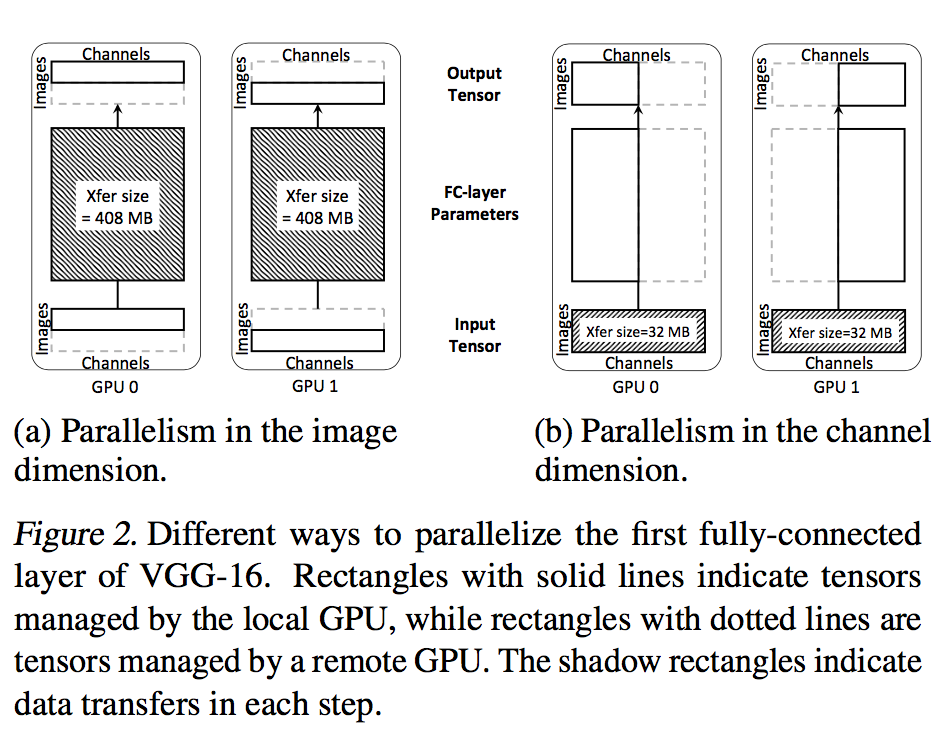 Channels
Images
Xfer size
= 408 MB
Images
Channels
GPU 0
Channels
Images
Xfer size
= 408 MB
Images
Channels
GPU 1
Output
Tensor
FC-layer
Parameters
Input
Tensor
Channels
Images
Images
Xfer size=32 MB
Channels
GPU 0
Channels
Images
Images
Xfer size=32 MB
Channels
GPU 1
(a) Parallelism in the image
dimension.
(b) Parallelism in the channel
dimension.
Figure 2. Different ways to parallelize the first fully-connected
layer of VGG-16. Rectangles with solid lines indicate tensors
managed by the local GPU, while rectangles with dotted lines are
tensors managed by a remote GPU. The shadow rectangles indicate
data transfers in each step.